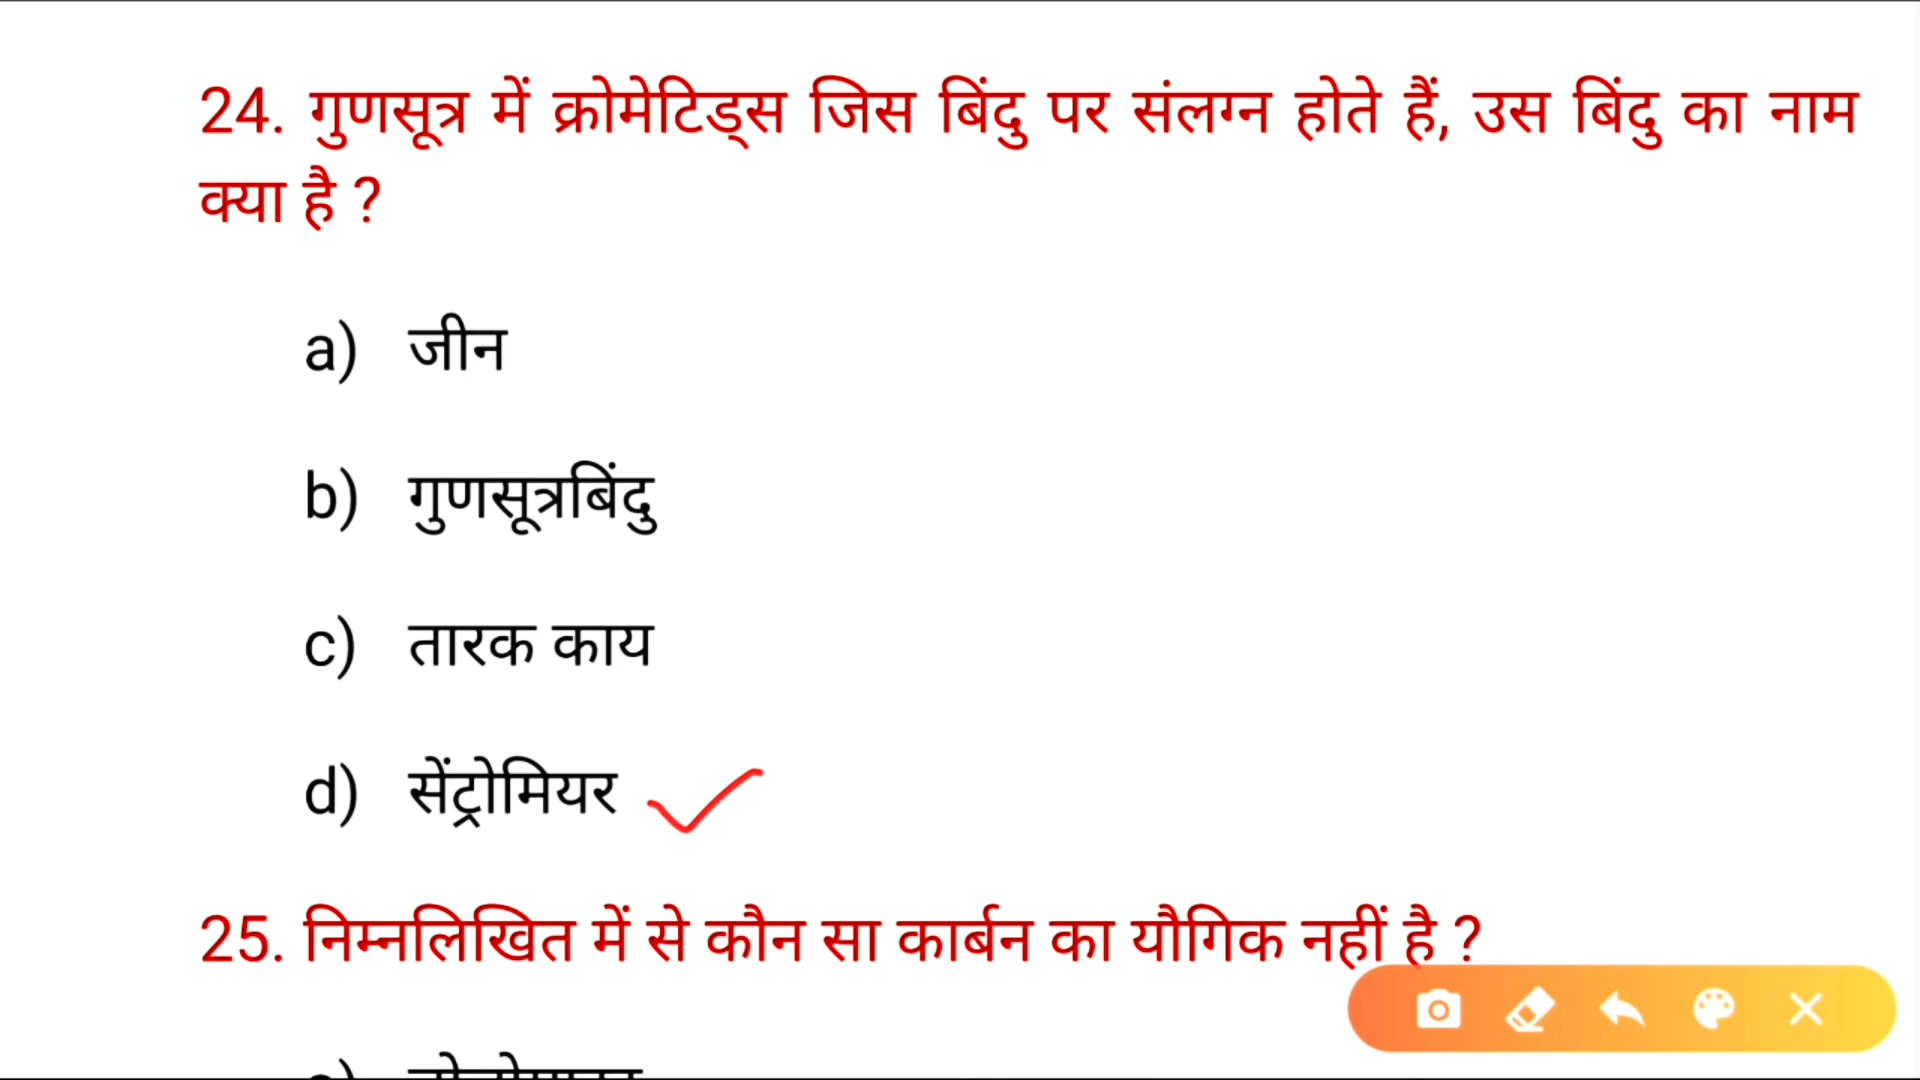 24. गुणसूत्र में क्रोमेटिड्स जिस बिंदु पर संलग्न होते हैं, उस बिंदु का नाम
क्या है ?
a) जीन
b) गुणसूत्रबिंदु
c) तारक काय
d) सेंट्रोमियर
25. निम्नलिखित में से कौन सा कार्बन का यौगिक नहीं है ?